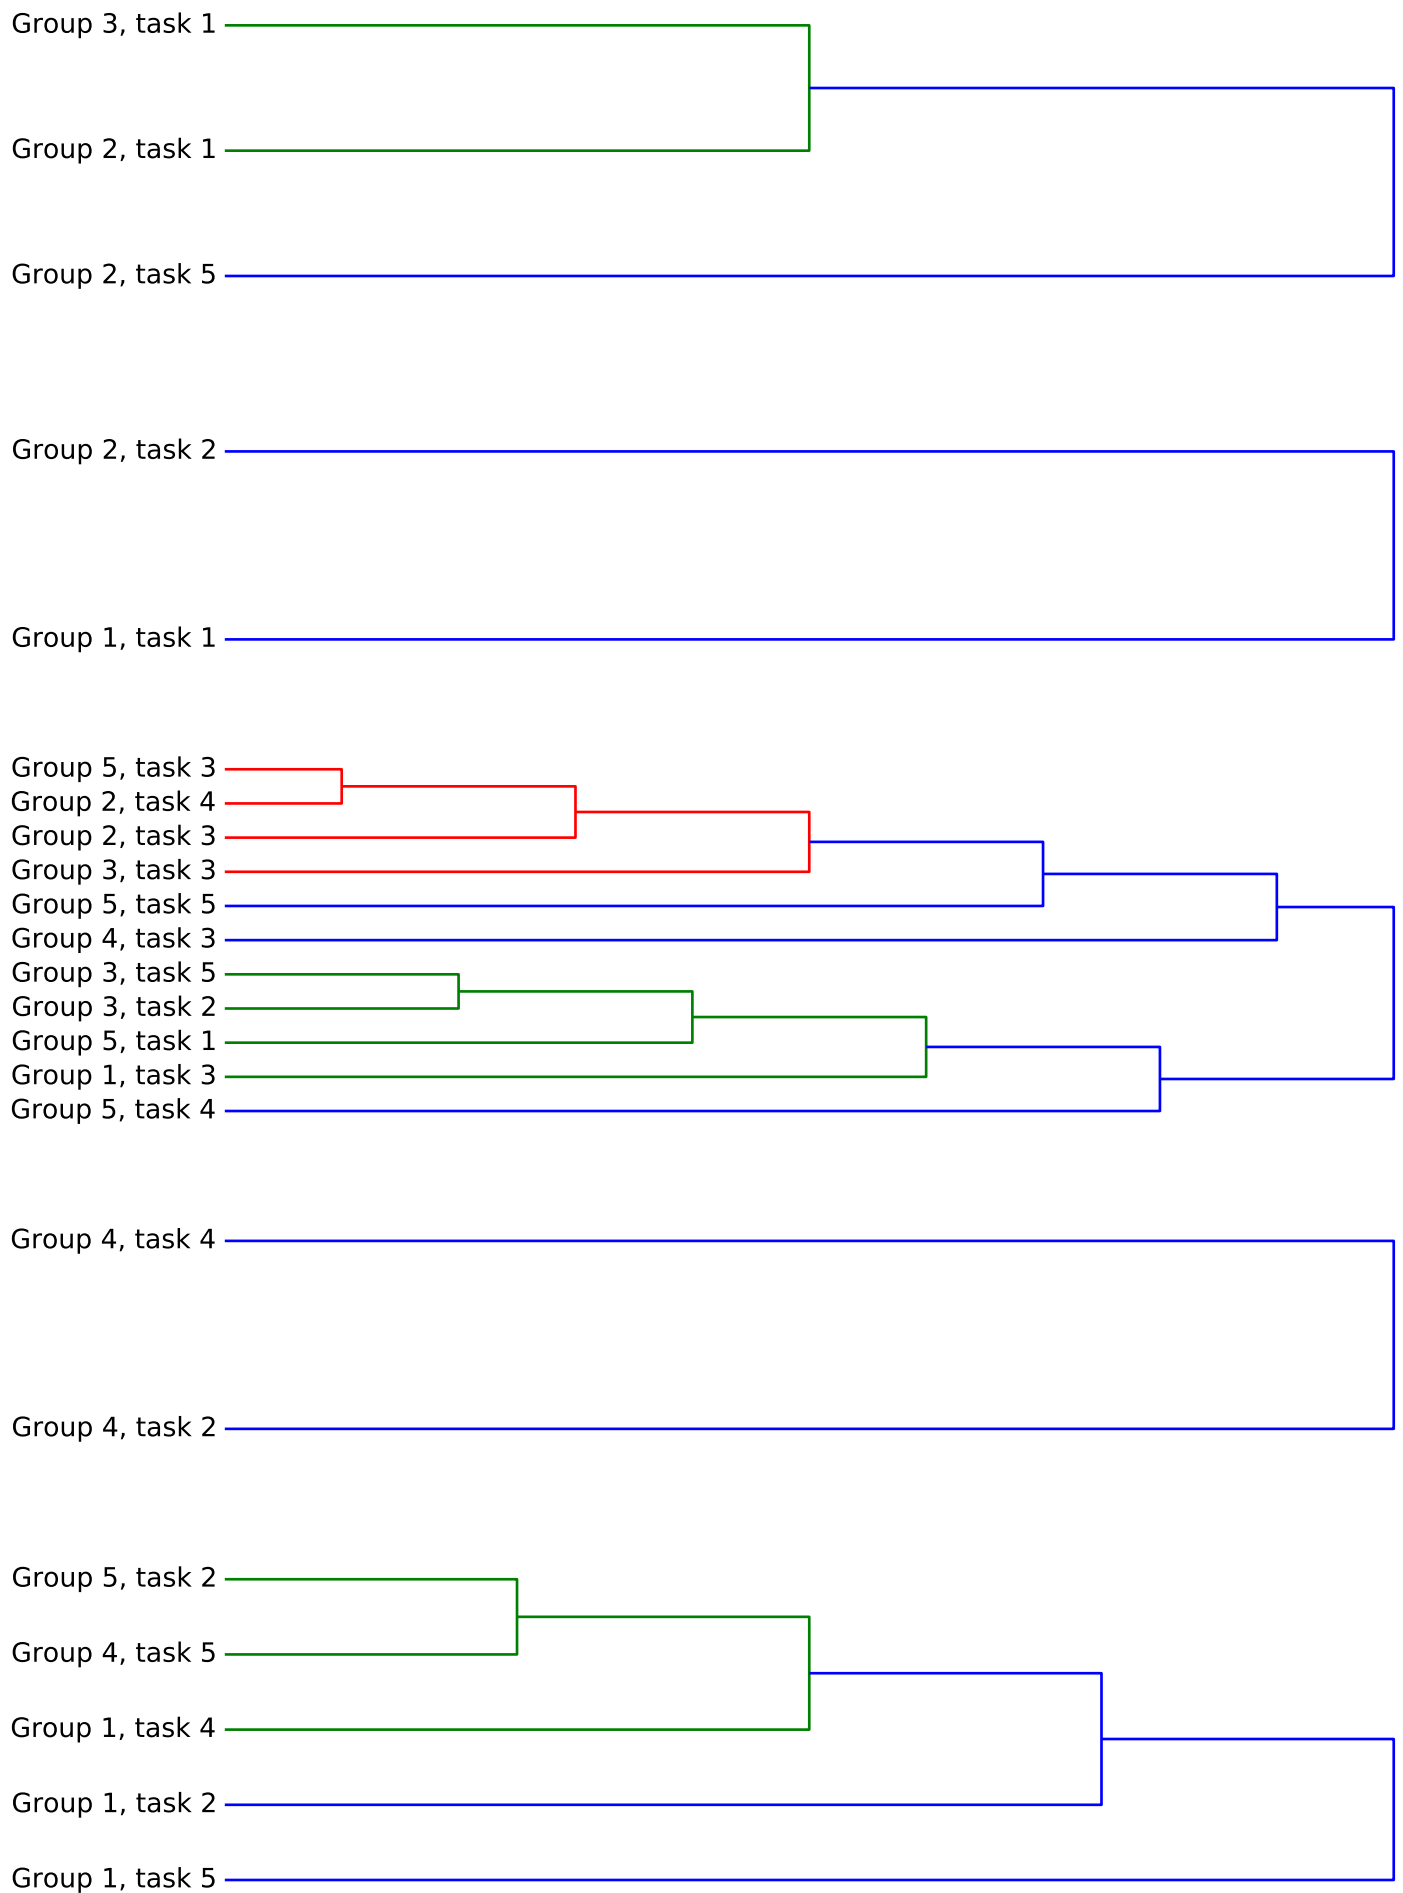 Group 3, task 1
Group 2, task 1
Group 2, task 5
Group 2, task 2
Group 1, task 1
Group 5, task 3
Group 2, task 4
Group 2, task 3
Group 3, task 3
Group 5, task 5
Group 4, task 3
Group 3, task 5
Group 3, task 2
Group 5, task 1
Group 1, task 3
Group 5, task 4
Group 4, task 4
Group 4, task 2
Group 5, task 2
Group 4, task 5
Group 1, task 4
Group 1, task 2
Group 1, task 5